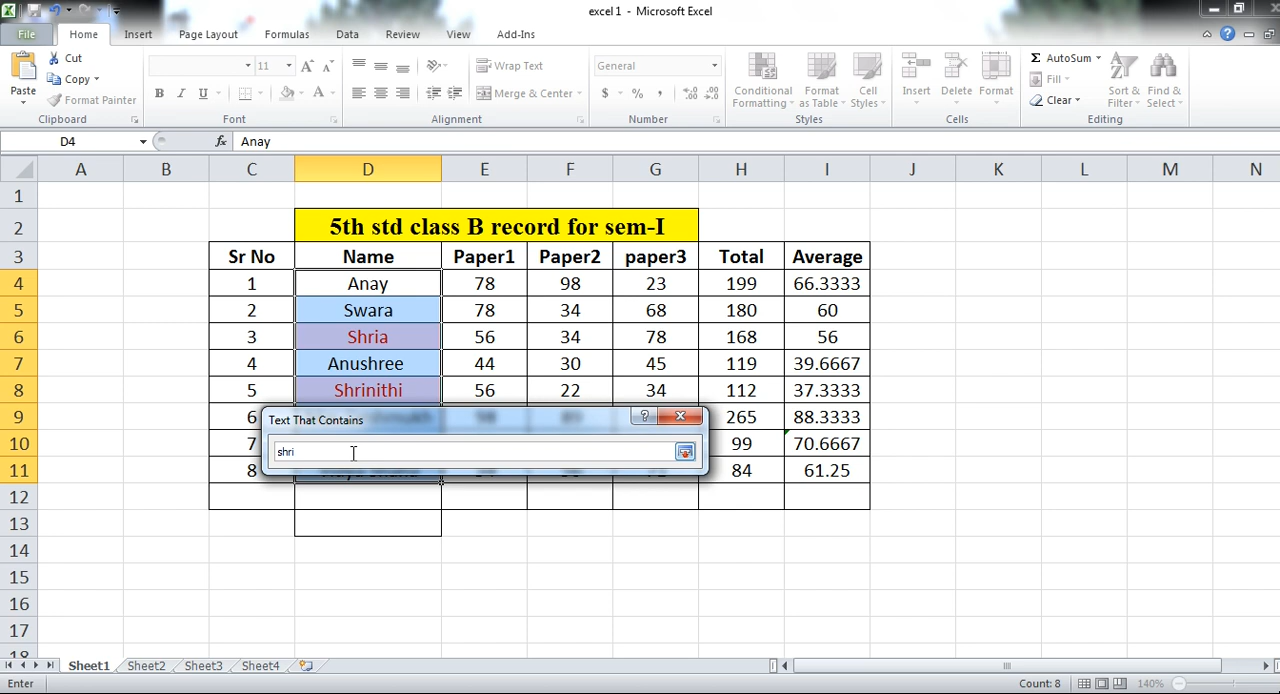 excel 1 - Microsoft Excel
File Home Insert Page Layout Formulas Data Review View Add-Ins
Paste Cut Copy Format Painter Clipboard
11 B I U A Font
Wrap Text Merge & Center Alignment
General $ % , Number
Conditional Formatting Format as Table Cell Styles Styles
Insert Delete Format Cells
Σ AutoSum Fill Clear Sort & Filter Find & Select Editing
D4 fx Anay
A B C D E F G H I J K L M N
1
2 5th std class B record for sem-I
3 Sr No Name Paper1 Paper2 paper3 Total Average
4 1 Anay 78 98 23 199 66.3333
5 2 Swara 78 34 68 180 60
6 3 Shria 56 34 78 168 56
7 4 Anushree 44 30 45 119 39.6667
8 5 Shrinithi 56 22 34 112 37.3333
9 6 265 88.3333
Text That Contains
10 7 99 70.6667
shri
11 8 84 61.25
12
13
14
15
16
17
18
Sheet1 Sheet2 Sheet3 Sheet4
Enter Count: 8 140%